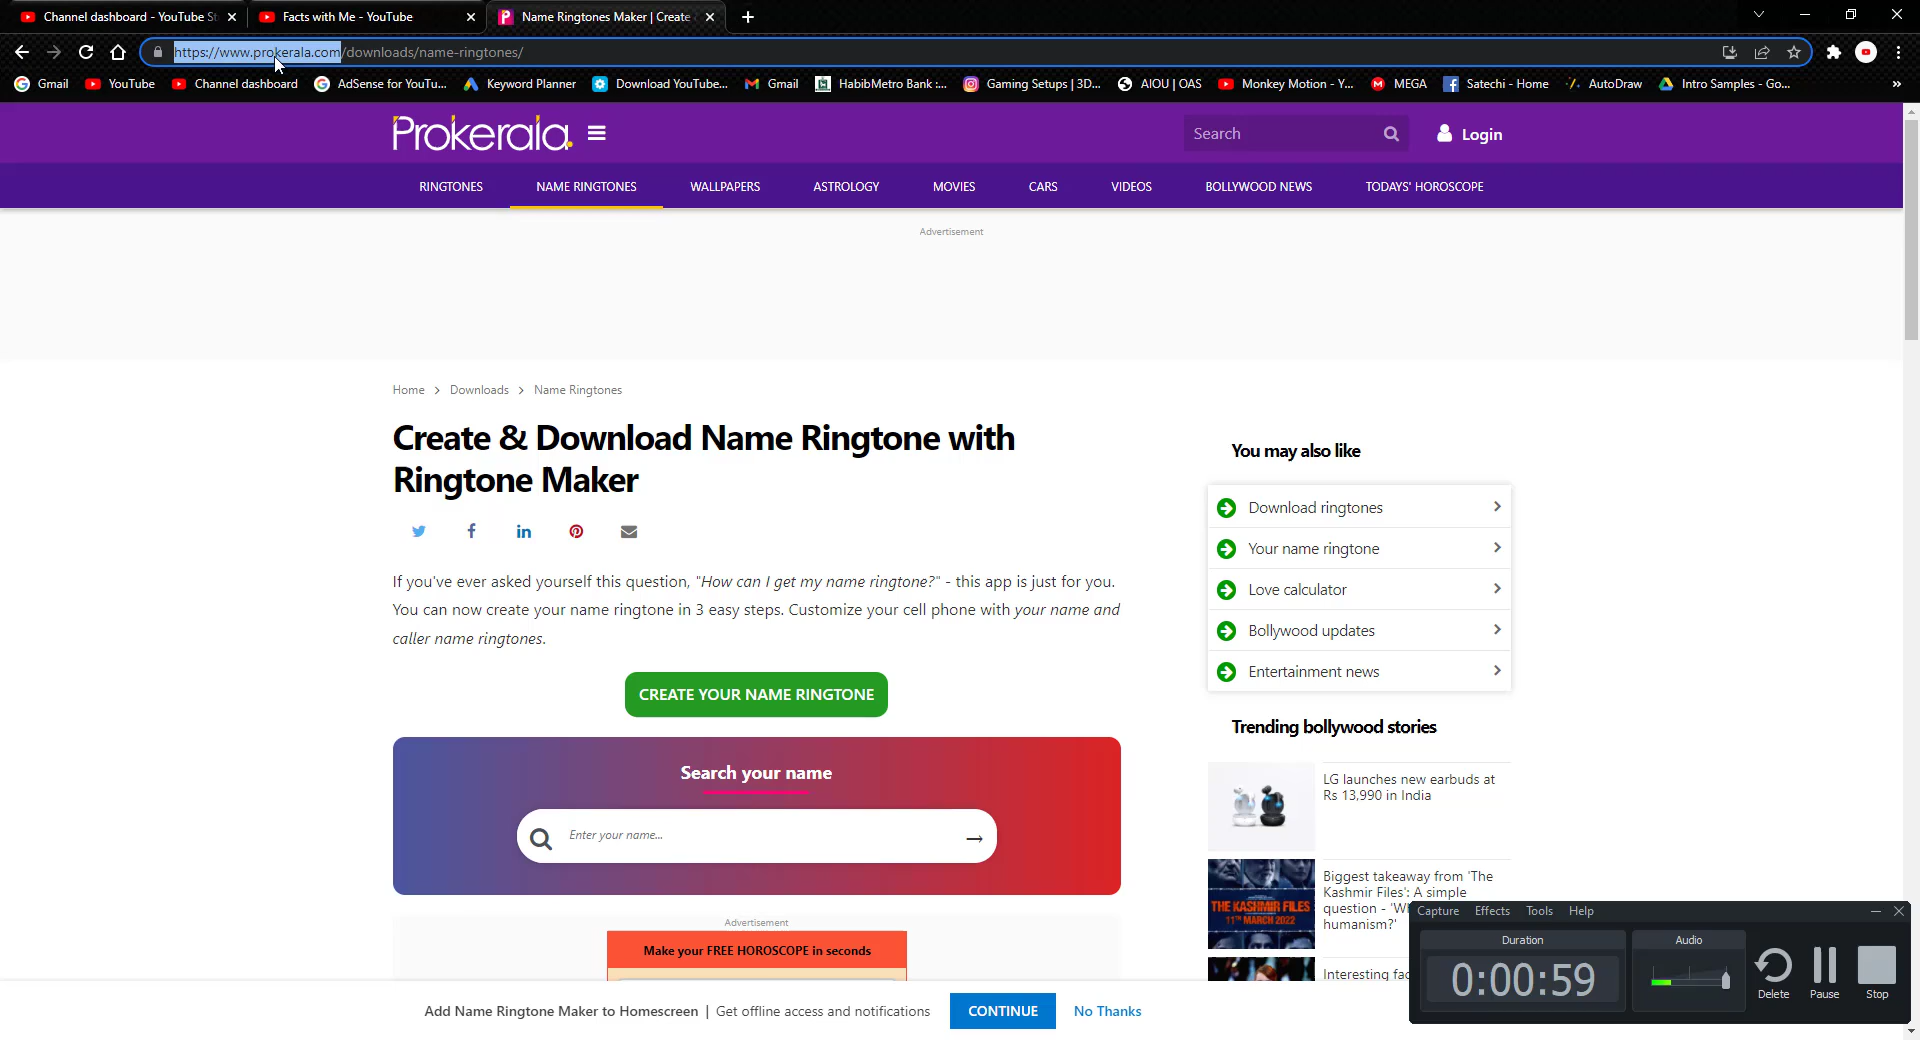 Channel dashboard - YouTube St
Facts with Me - YouTube
Name Ringtones Maker | Create
https://www.prokerala.com/downloads/name-ringtones/
Gmail
YouTube
Channel dashboard
AdSense for YouTu...
Keyword Planner
Download YouTube...
Gmail
HabibMetro Bank :...
Gaming Setups | 3D...
AIOU | OAS
Monkey Motion - Y...
MEGA
Satechi - Home
AutoDraw
Intro Samples - Go...
»
Prokerala.
Search
Login
RINGTONES
NAME RINGTONES
WALLPAPERS
ASTROLOGY
MOVIES
CARS
VIDEOS
BOLLYWOOD NEWS
TODAYS' HOROSCOPE
Advertisement
Home > Downloads > Name Ringtones
Create & Download Name Ringtone with
Ringtone Maker
If you've ever asked yourself this question, "How can I get my name ringtone?" - this app is just for you.
You can now create your name ringtone in 3 easy steps. Customize your cell phone with your name and
caller name ringtones.
CREATE YOUR NAME RINGTONE
Search your name
Enter your name...
Advertisement
Make your FREE HOROSCOPE in seconds
You may also like
Download ringtones
Your name ringtone
Love calculator
Bollywood updates
Entertainment news
Trending bollywood stories
LG launches new earbuds at
Rs 13,990 in India
THE KASHMIR FILES
11TH MARCH 2022
Biggest takeaway from 'The
Kashmir Files': A simple
question - 'W
humanism?'
Interesting fac
Add Name Ringtone Maker to Homescreen | Get offline access and notifications
CONTINUE
No Thanks
Capture
Effects
Tools
Help
Duration
Audio
0:00:59
Delete
Pause
Stop